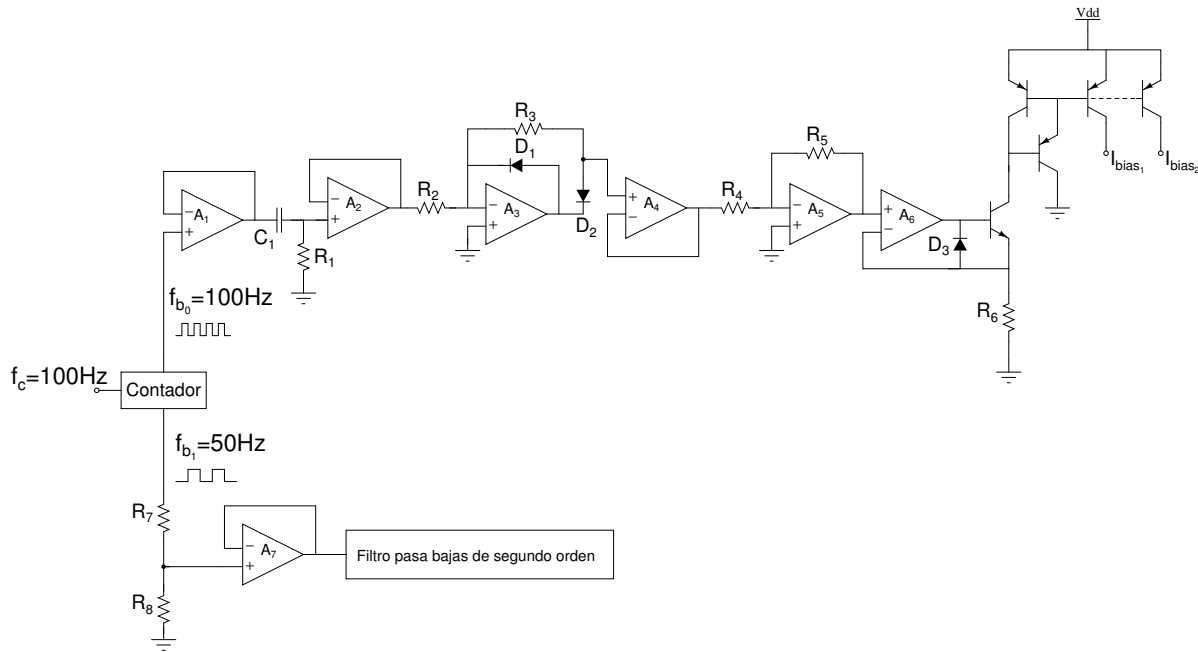 Vdd
R3
D1
R5
A1
A2
R2
A3
D2
A4
R4
A5
A6
D3
Ibias1
Ibias2
C1
R1
R6
fb0=100Hz
fc=100Hz
Contador
fb1=50Hz
R7
A7
Filtro pasa bajas de segundo orden
R8